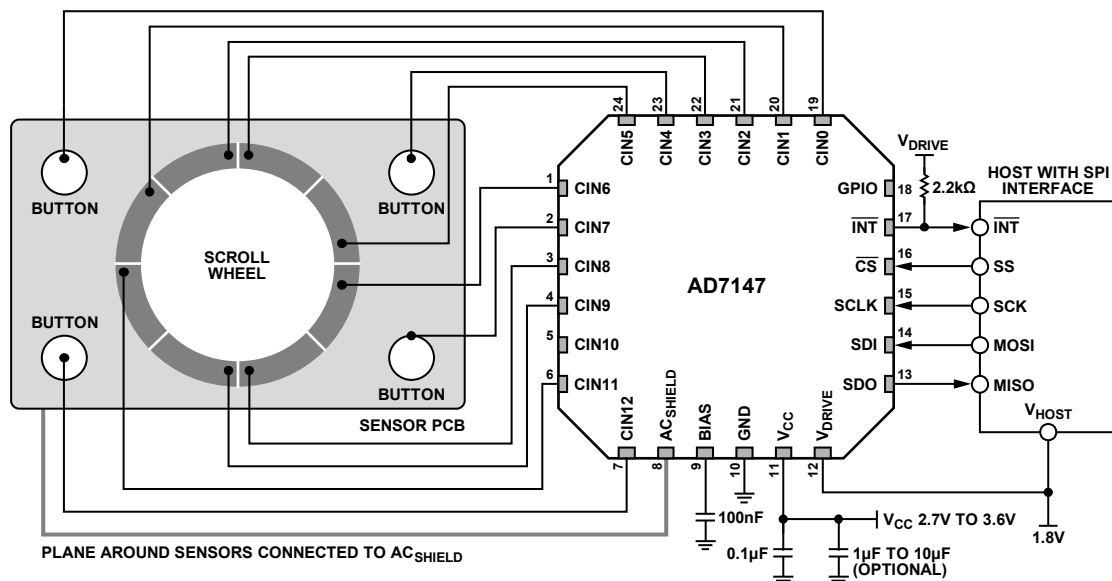 24
23
22
21
20
19
CIN5
CIN4
CIN3
CIN2
CIN1
CIN0
V_DRIVE
2.2kΩ
HOST WITH SPI
INTERFACE
BUTTON
BUTTON
SCROLL
WHEEL
BUTTON
BUTTON
SENSOR PCB
1
CIN6
2
CIN7
3
CIN8
4
CIN9
5
CIN10
6
CIN11
AD7147
GPIO
18
I̅N̅T̅
17
I̅N̅T̅
C̅S̅
16
SS
SCLK
15
SCK
SDI
14
MOSI
SDO
13
MISO
V_HOST
CIN12
AC_SHIELD
BIAS
GND
V_CC
V_DRIVE
7
8
9
10
11
12
100nF
0.1µF
V_CC 2.7V TO 3.6V
1µF TO 10µF
(OPTIONAL)
1.8V
PLANE AROUND SENSORS CONNECTED TO AC_SHIELD